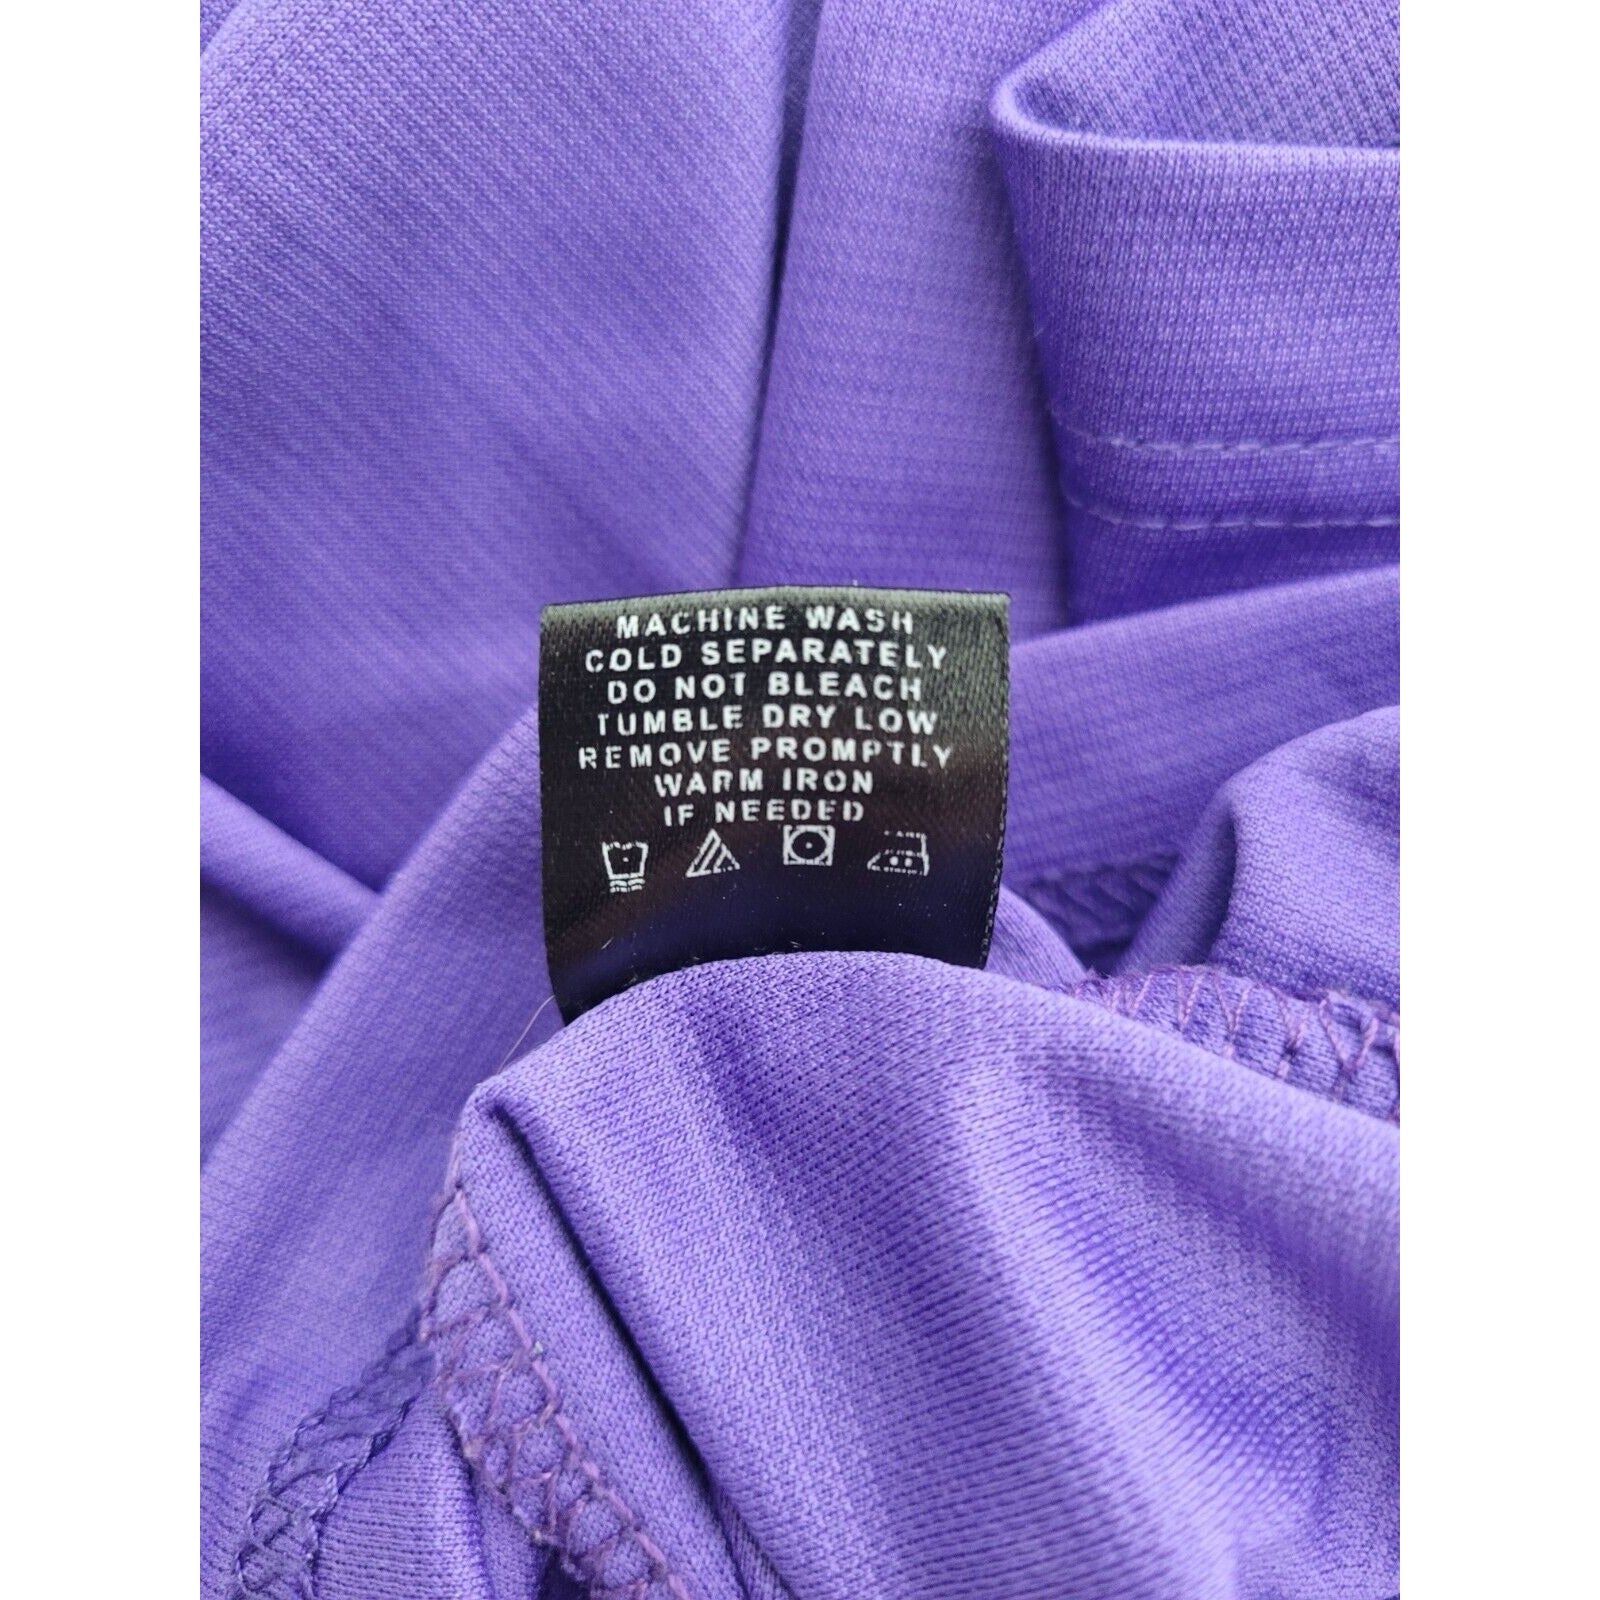 MACHINE WASH
COLD SEPARATELY
DO NOT BLEACH
TUMBLE DRY LOW
REMOVE PROMPTLY
WARM IRON
IF NEEDED